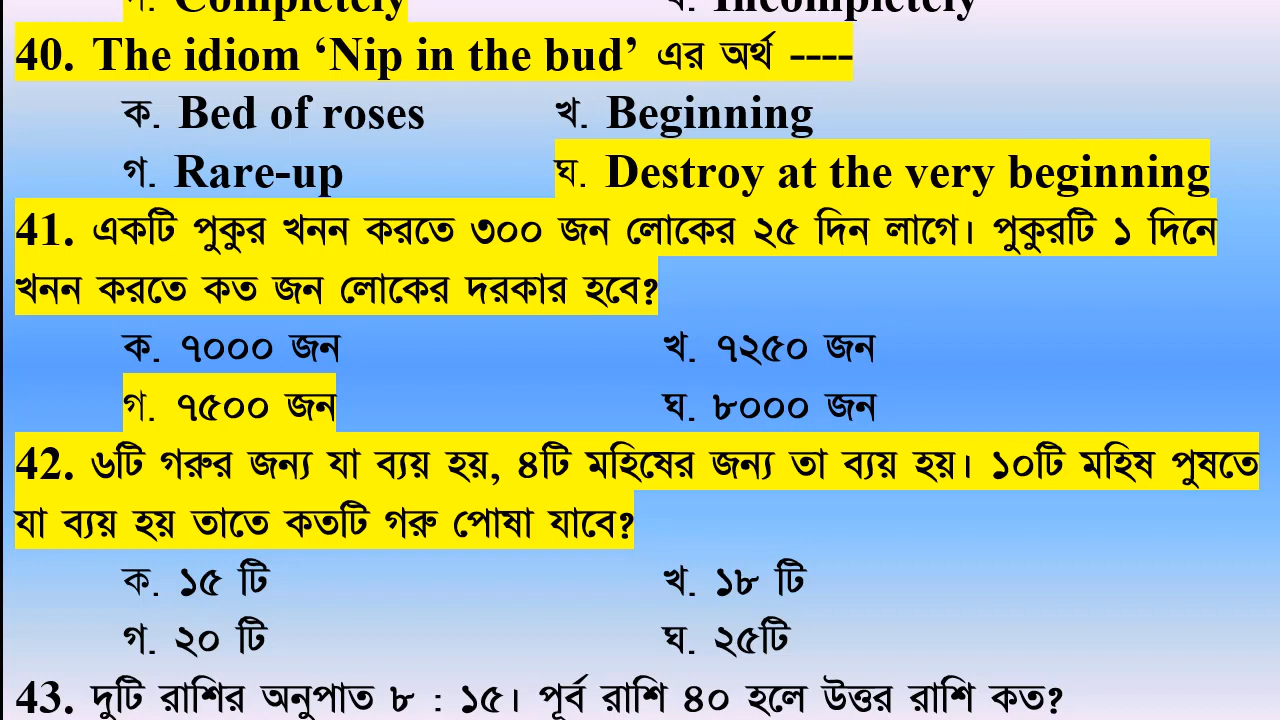 গ. Completely ঘ. Incompletely
40. The idiom ‘Nip in the bud’ এর অর্থ ----
ক. Bed of roses খ. Beginning
গ. Rare-up ঘ. Destroy at the very beginning
41. একটি পুকুর খনন করতে ৩০০ জন লোকের ২৫ দিন লাগে। পুকুরটি ১ দিনে
খনন করতে কত জন লোকের দরকার হবে?
ক. ৭০০০ জন খ. ৭২৫০ জন
গ. ৭৫০০ জন ঘ. ৮০০০ জন
42. ৬টি গরুর জন্য যা ব্যয় হয়, ৪টি মহিষের জন্য তা ব্যয় হয়। ১০টি মহিষ পুষতে
যা ব্যয় হয় তাতে কতটি গরু পোষা যাবে?
ক. ১৫ টি খ. ১৮ টি
গ. ২০ টি ঘ. ২৫টি
43. দুটি রাশির অনুপাত ৮ : ১৫। পূর্ব রাশি ৪০ হলে উত্তর রাশি কত?